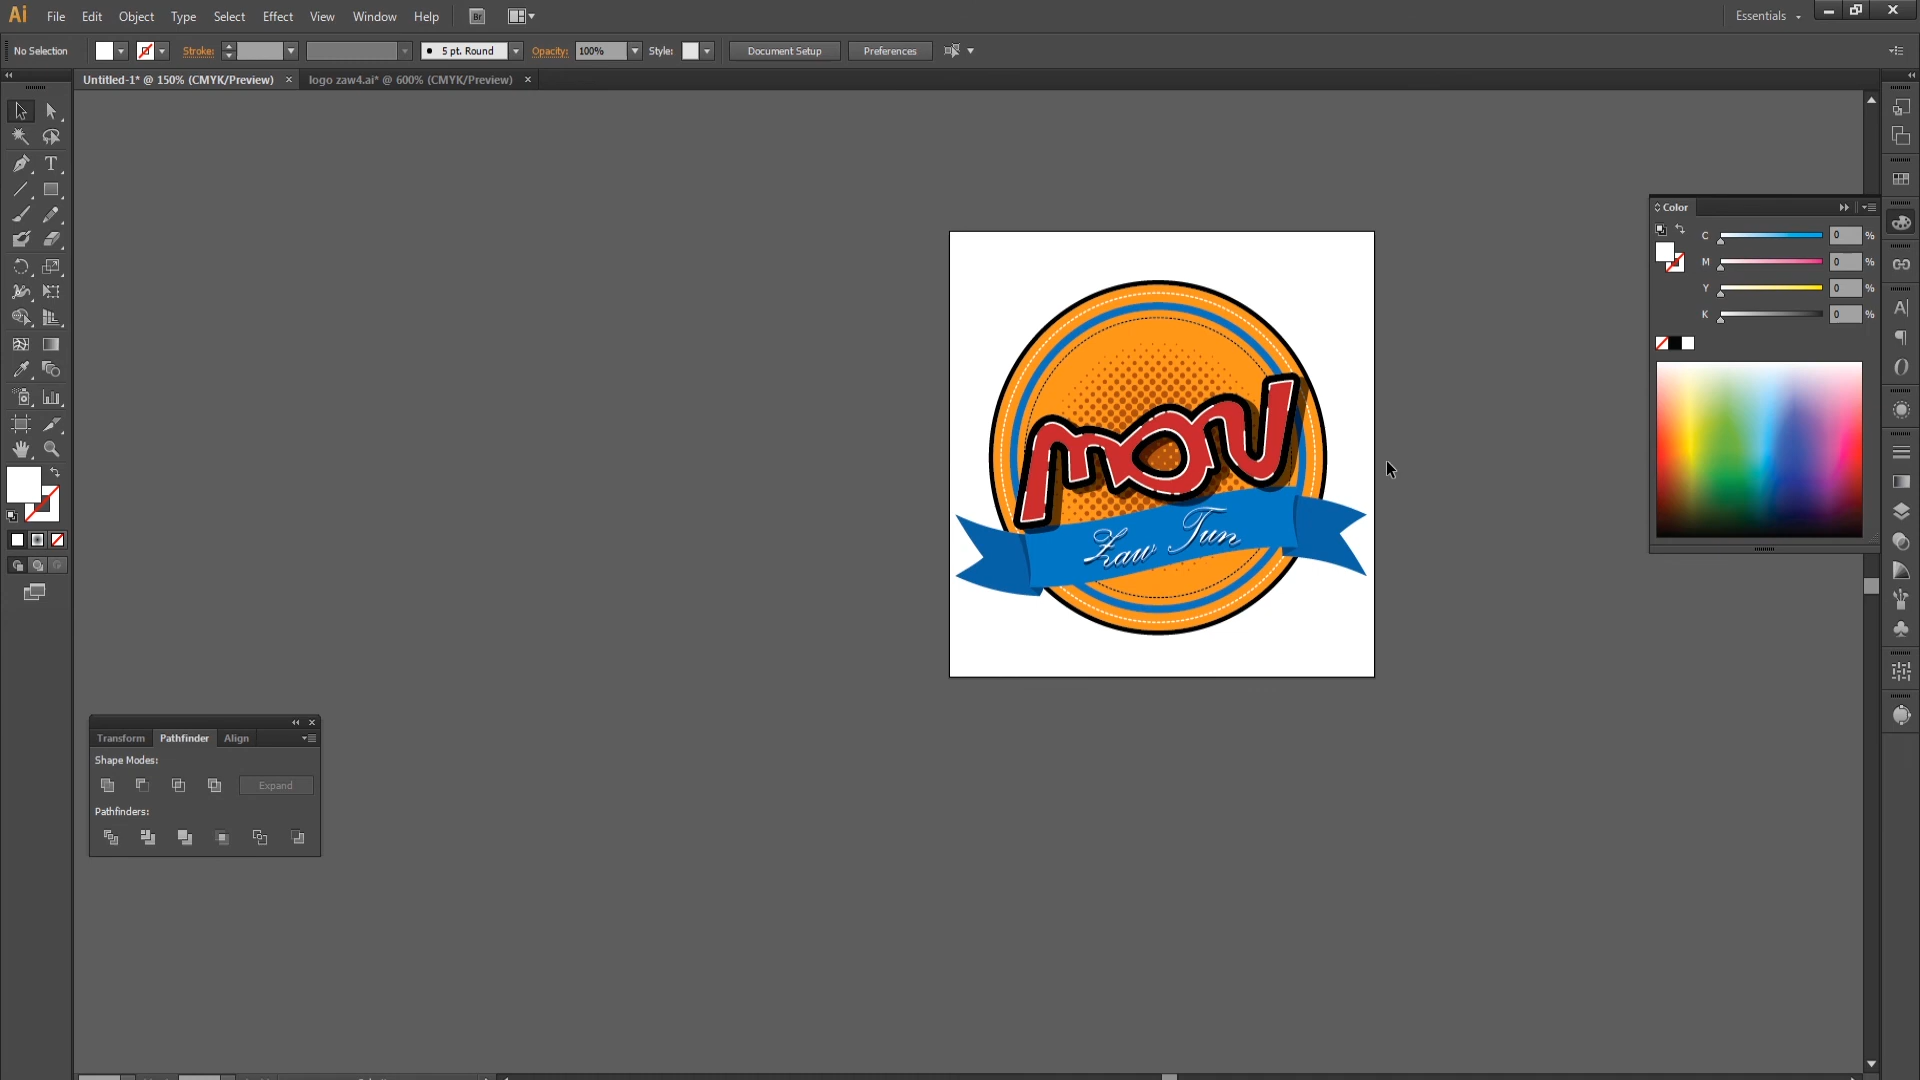 Ai File Edit Object Type Select Effect View Window Help Br Essentials
No Selection Stroke: 5 pt. Round Opacity: 100% Style: Document Setup Preferences
Untitled-1* @ 150% (CMYK/Preview) × logo zaw4.ai* @ 600% (CMYK/Preview) ×
Color
C 0 %
M 0 %
Y 0 %
K 0 %
Zaw Tun
Transform Pathfinder Align
Shape Modes:
Expand
Pathfinders: